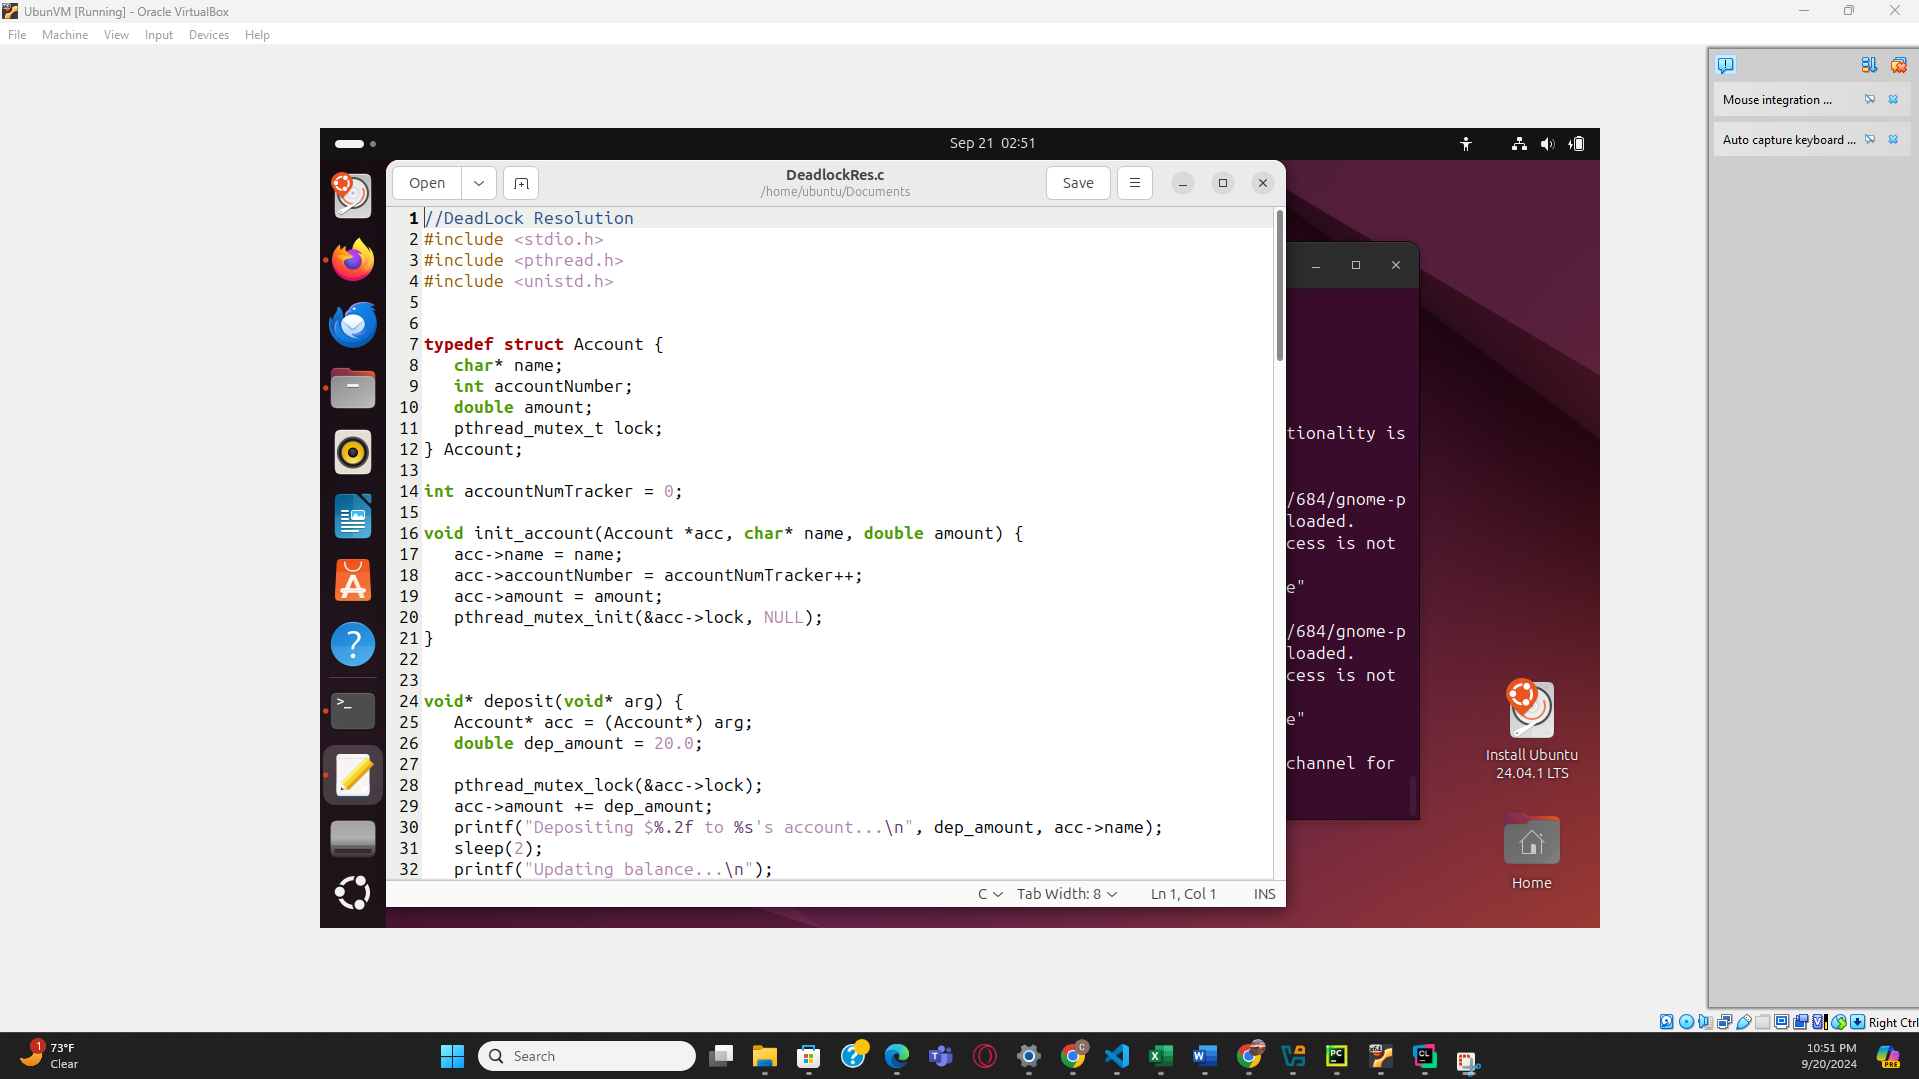 UbunVM [Running] - Oracle VirtualBox
File Machine View Input Devices Help
Mouse integration ...
Auto capture keyboard ...
Sep 21 02:51
Open
DeadlockRes.c
/home/ubuntu/Documents
Save
1 //DeadLock Resolution
2 #include <stdio.h>
3 #include <pthread.h>
4 #include <unistd.h>
5
6
7 typedef struct Account {
8 char* name;
9 int accountNumber;
10 double amount;
11 pthread_mutex_t lock;
12 } Account;
13
14 int accountNumTracker = 0;
15
16 void init_account(Account *acc, char* name, double amount) {
17 acc->name = name;
18 acc->accountNumber = accountNumTracker++;
19 acc->amount = amount;
20 pthread_mutex_init(&acc->lock, NULL);
21 }
22
23
24 void* deposit(void* arg) {
25 Account* acc = (Account*) arg;
26 double dep_amount = 20.0;
27
28 pthread_mutex_lock(&acc->lock);
29 acc->amount += dep_amount;
30 printf("Depositing $%.2f to %s's account...\n", dep_amount, acc->name);
31 sleep(2);
32 printf("Updating balance...\n");
C Tab Width: 8 Ln 1, Col 1 INS
tionality is
/684/gnome-p
loaded.
cess is not
e"
/684/gnome-p
loaded.
cess is not
e"
channel for
Install Ubuntu
24.04.1 LTS
Home
Right Ctrl
1
73°F
Clear
Search
10:51 PM
9/20/2024